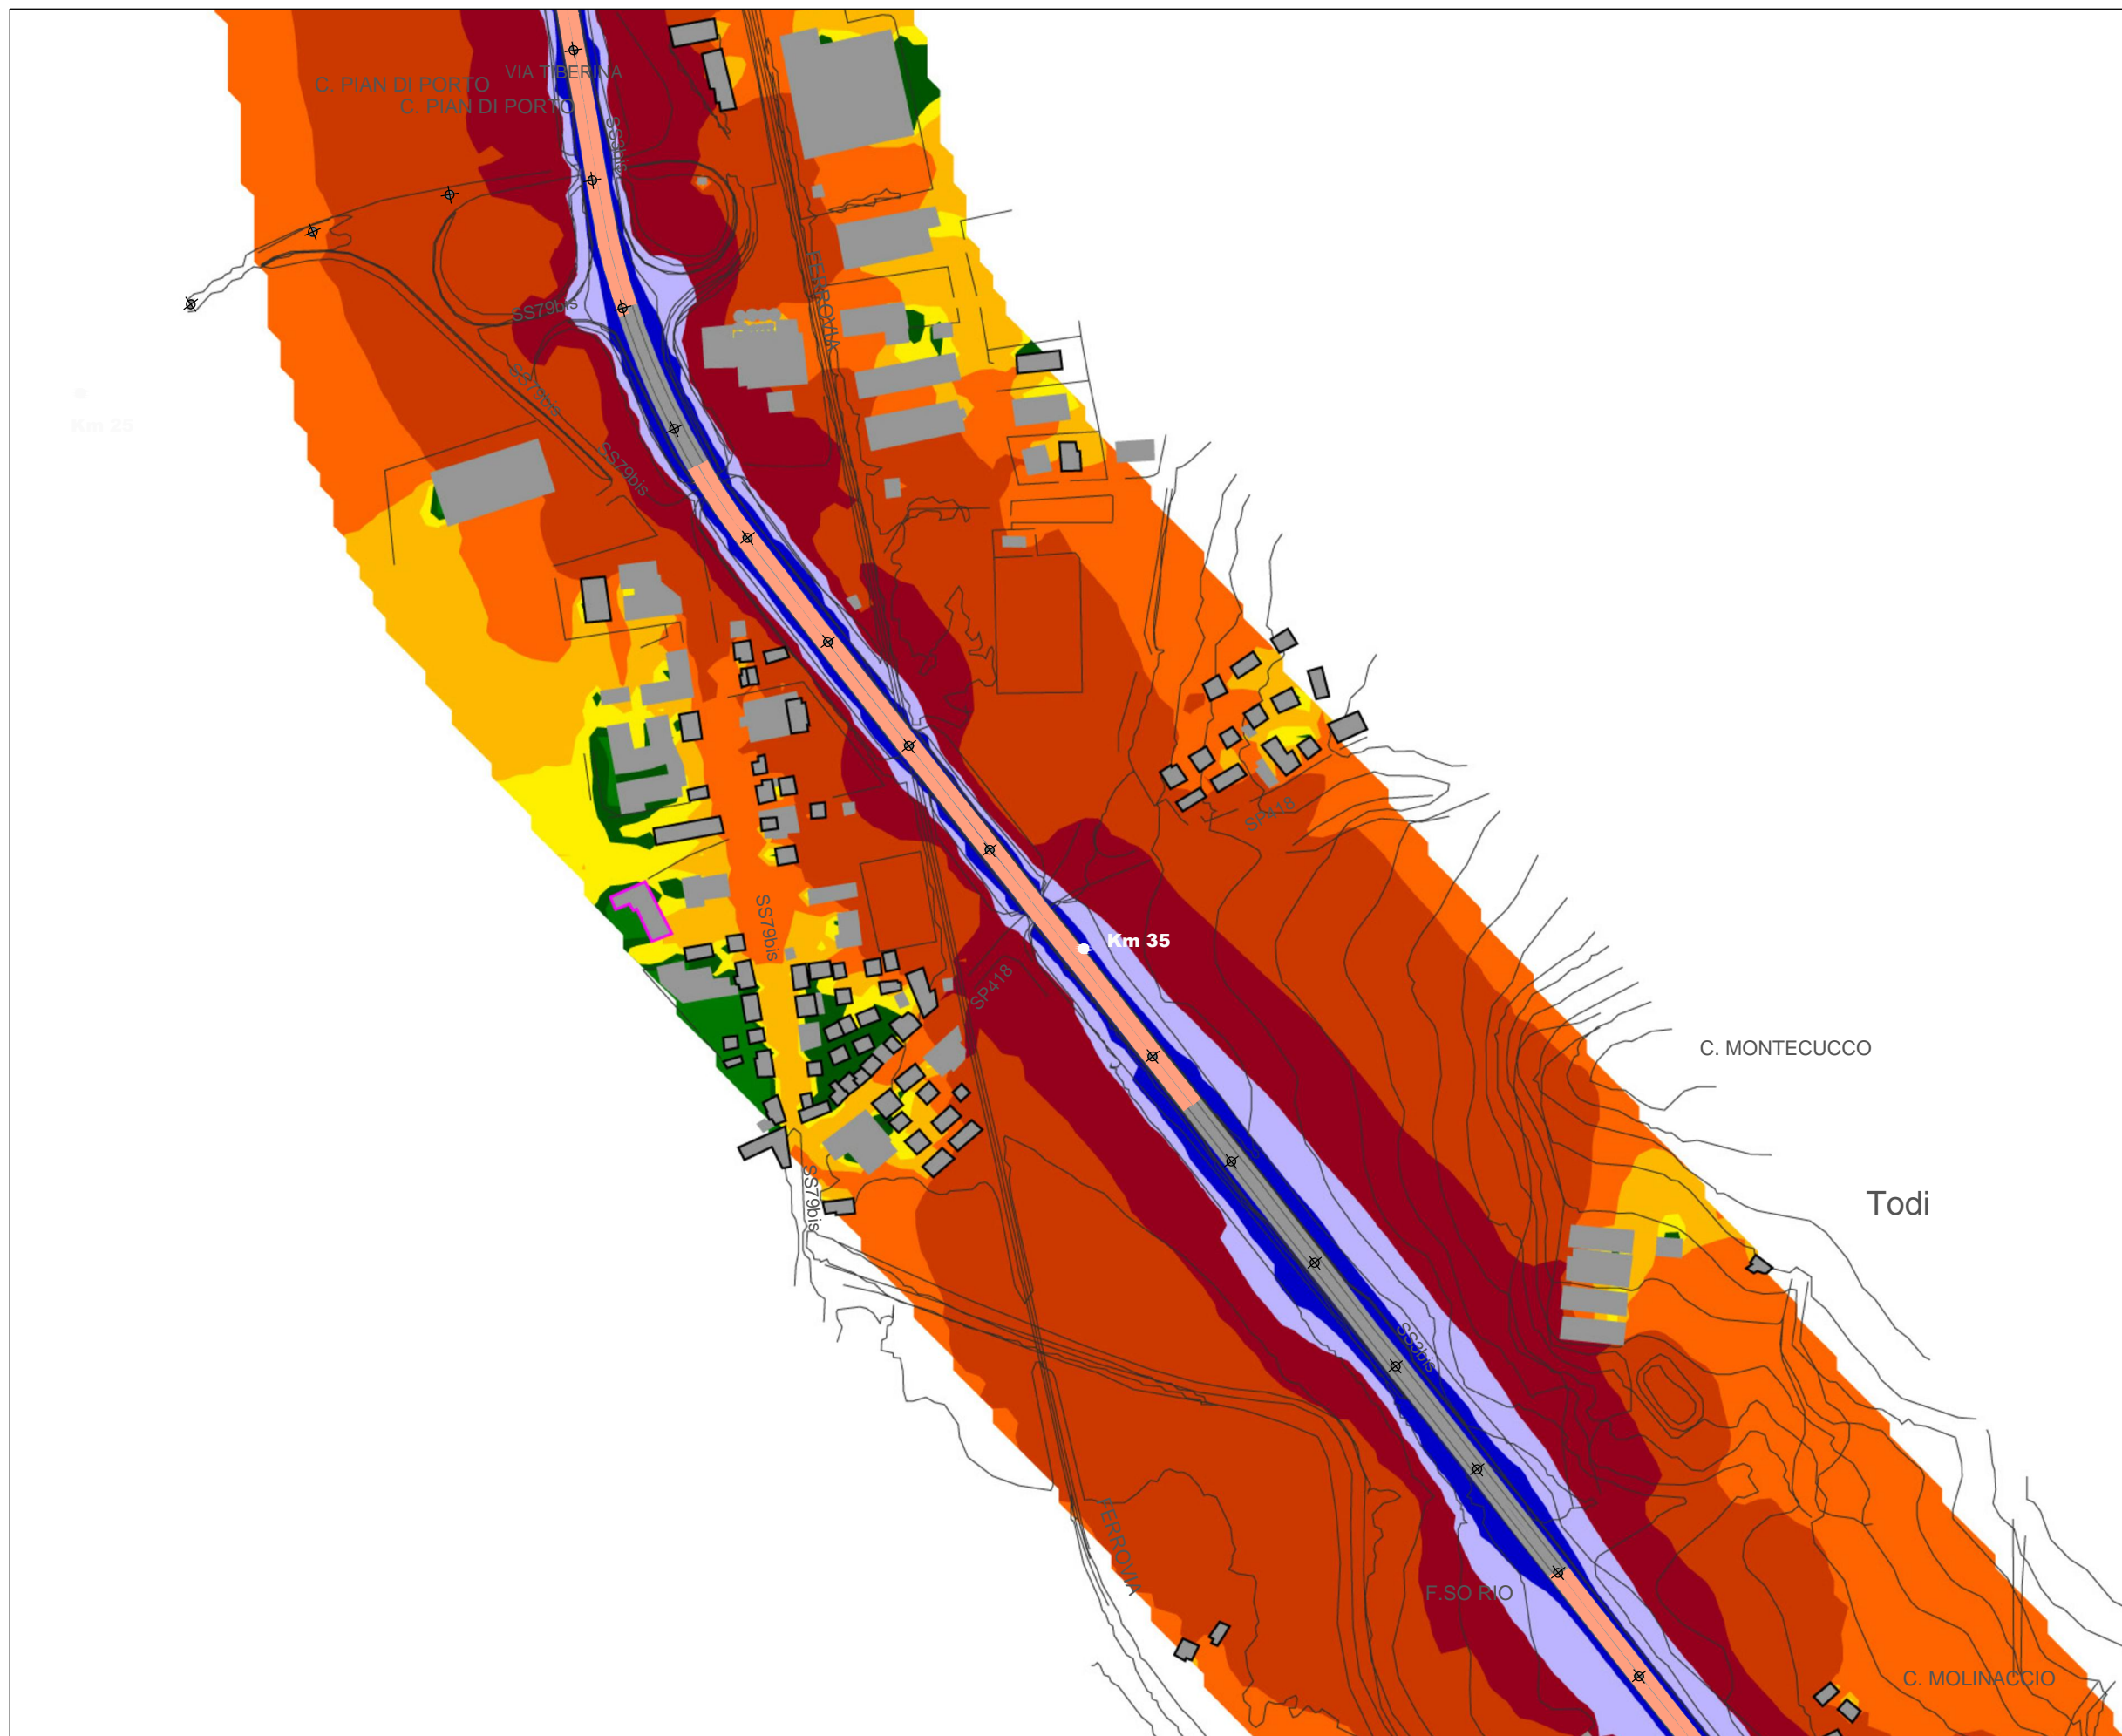 VIA TIBERINA
C. PIAN DI PORTO
C. PIAN DI PORTO
SS3bis
SS79bis
FERROVIA
SS79bis
Km 25
SS79bis
SP418
SS79bis
Km 35
SP418
C. MONTECUCCO
SS79bis
Todi
SS3bis
FERROVIA
F.SO RIO
C. MOLINACCIO